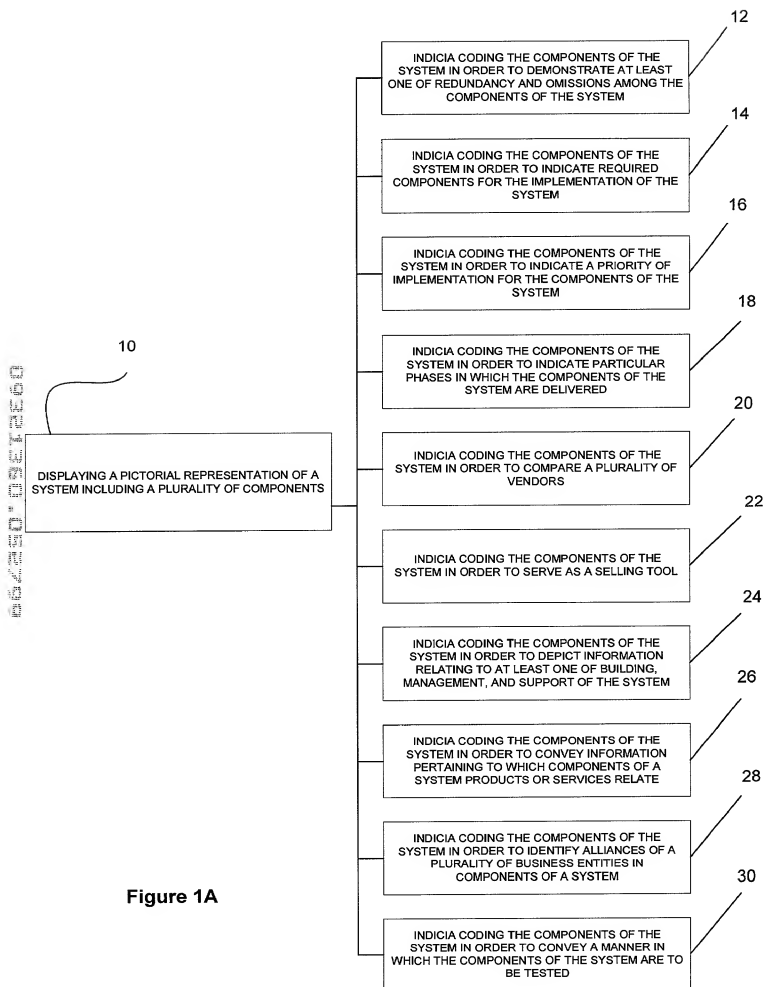 12
INDICIA CODING THE COMPONENTS OF THE
SYSTEM IN ORDER TO DEMONSTRATE AT LEAST
ONE OF REDUNDANCY AND OMISSIONS AMONG THE
COMPONENTS OF THE SYSTEM
14
INDICIA CODING THE COMPONENTS OF THE
SYSTEM IN ORDER TO INDICATE REQUIRED
COMPONENTS FOR THE IMPLEMENTATION OF THE
SYSTEM
16
INDICIA CODING THE COMPONENTS OF THE
SYSTEM IN ORDER TO INDICATE A PRIORITY OF
IMPLEMENTATION FOR THE COMPONENTS OF THE
SYSTEM
18
INDICIA CODING THE COMPONENTS OF THE
SYSTEM IN ORDER TO INDICATE PARTICULAR
PHASES IN WHICH THE COMPONENTS OF THE
SYSTEM ARE DELIVERED
10
DISPLAYING A PICTORIAL REPRESENTATION OF A
SYSTEM INCLUDING A PLURALITY OF COMPONENTS
20
INDICIA CODING THE COMPONENTS OF THE
SYSTEM IN ORDER TO COMPARE A PLURALITY OF
VENDORS
22
INDICIA CODING THE COMPONENTS OF THE
SYSTEM IN ORDER TO SERVE AS A SELLING TOOL
24
INDICIA CODING THE COMPONENTS OF THE
SYSTEM IN ORDER TO DEPICT INFORMATION
RELATING TO AT LEAST ONE OF BUILDING,
MANAGEMENT, AND SUPPORT OF THE SYSTEM
26
INDICIA CODING THE COMPONENTS OF THE
SYSTEM IN ORDER TO CONVEY INFORMATION
PERTAINING TO WHICH COMPONENTS OF A
SYSTEM PRODUCTS OR SERVICES RELATE
28
INDICIA CODING THE COMPONENTS OF THE
SYSTEM IN ORDER TO IDENTIFY ALLIANCES OF A
PLURALITY OF BUSINESS ENTITIES IN
COMPONENTS OF A SYSTEM
30
INDICIA CODING THE COMPONENTS OF THE
SYSTEM IN ORDER TO CONVEY A MANNER IN
WHICH THE COMPONENTS OF THE SYSTEM ARE TO
BE TESTED
Figure 1A